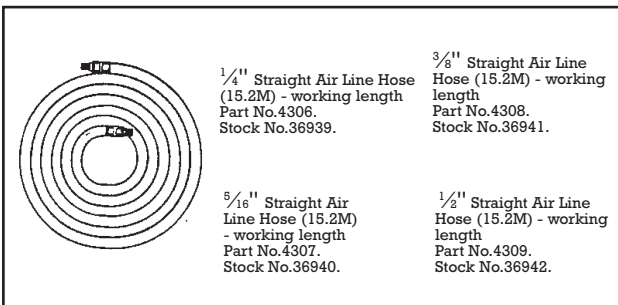 1/4" Straight Air Line Hose
(15.2M) - working length
Part No.4306.
Stock No.36939.
5/16" Straight Air
Line Hose (15.2M)
- working length
Part No.4307.
Stock No.36940.
3/8" Straight Air Line
Hose (15.2M) - working
length
Part No.4308.
Stock No.36941.
1/2" Straight Air Line
Hose (15.2M) - working
length
Part No.4309.
Stock No.36942.